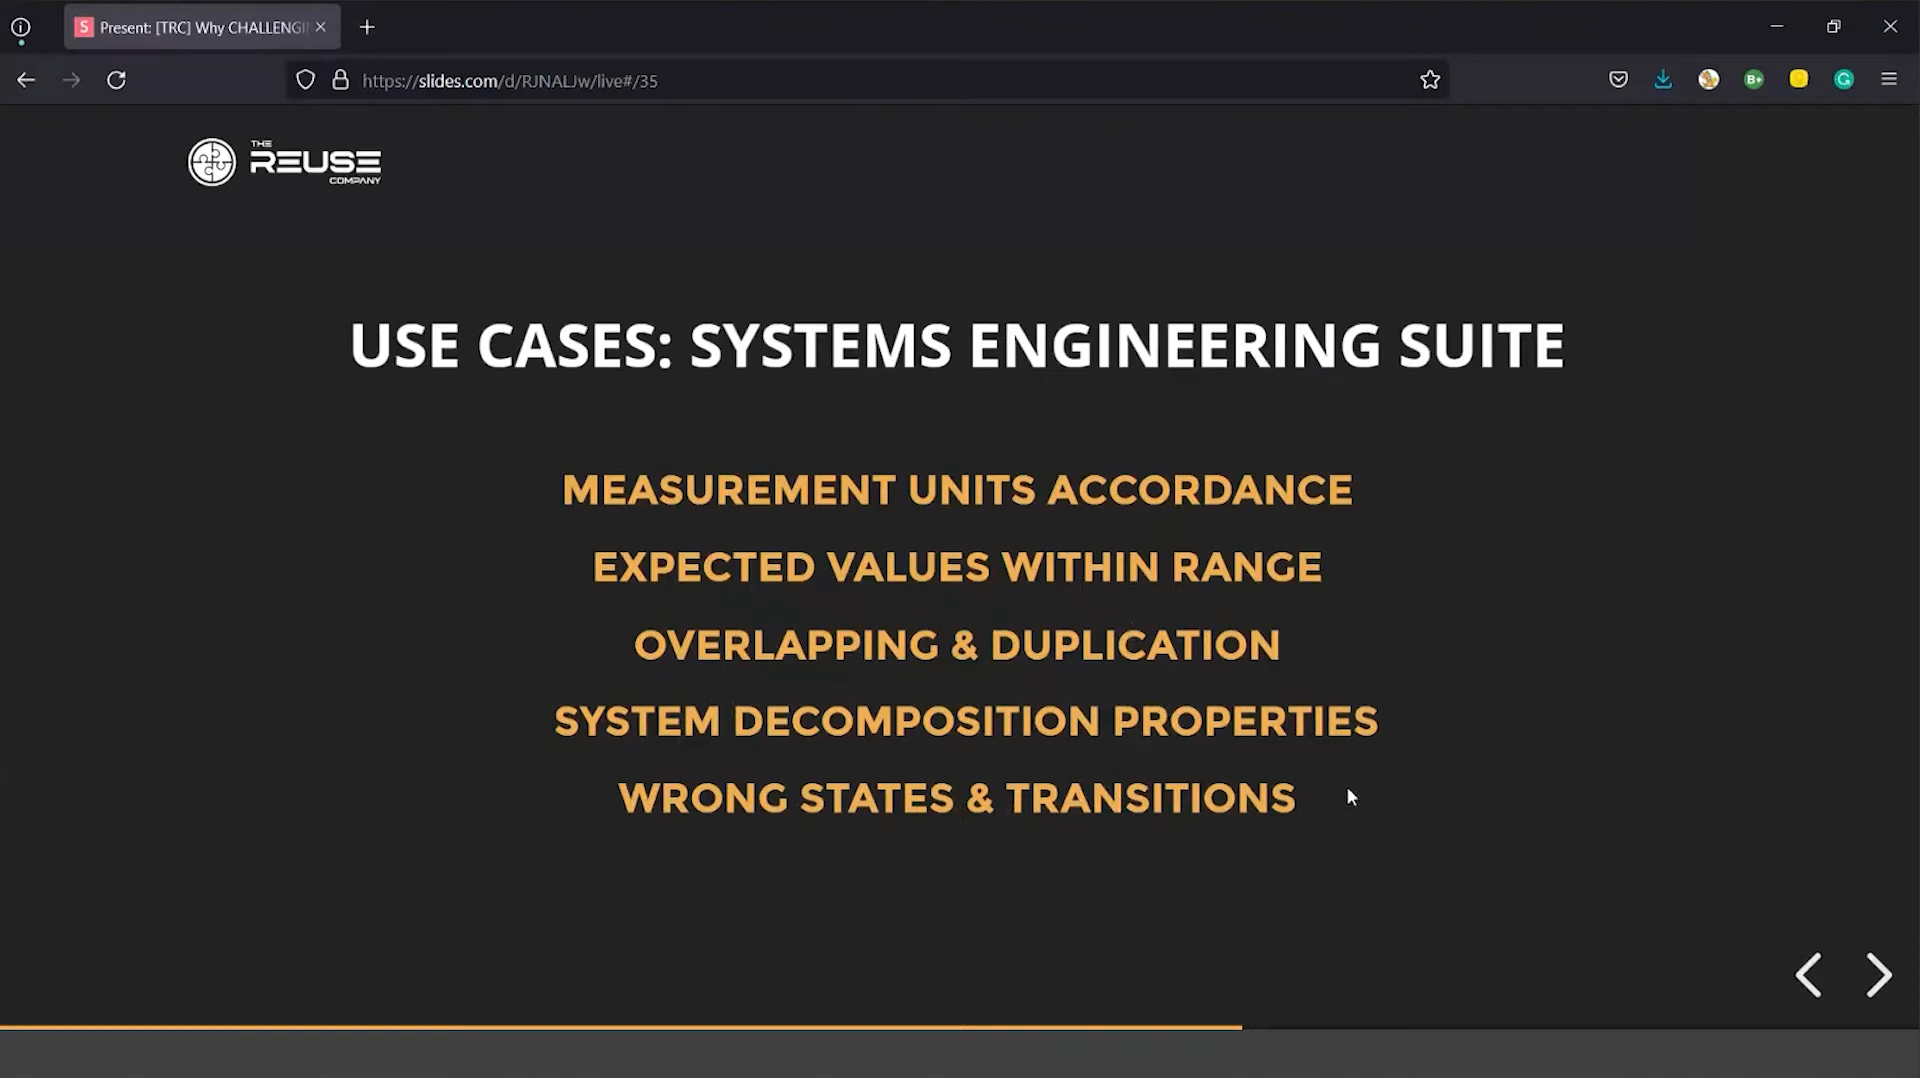 Present: [TRC] Why CHALLENGI
https://slides.com/d/RJNALJw/live#/35
THE
REUSE
COMPANY
USE CASES: SYSTEMS ENGINEERING SUITE
MEASUREMENT UNITS ACCORDANCE
EXPECTED VALUES WITHIN RANGE
OVERLAPPING & DUPLICATION
SYSTEM DECOMPOSITION PROPERTIES
WRONG STATES & TRANSITIONS